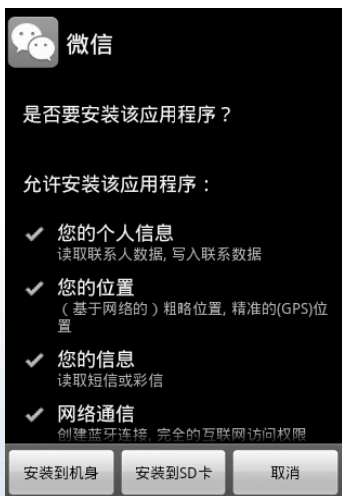 微信
是否要安装该应用程序？
允许安装该应用程序：
您的个人信息
读取联系人数据, 写入联系数据
您的位置
（基于网络的）粗略位置, 精准的(GPS)位
置
您的信息
读取短信或彩信
网络通信
创建蓝牙连接, 完全的互联网访问权限
安装到机身 安装到SD卡 取消